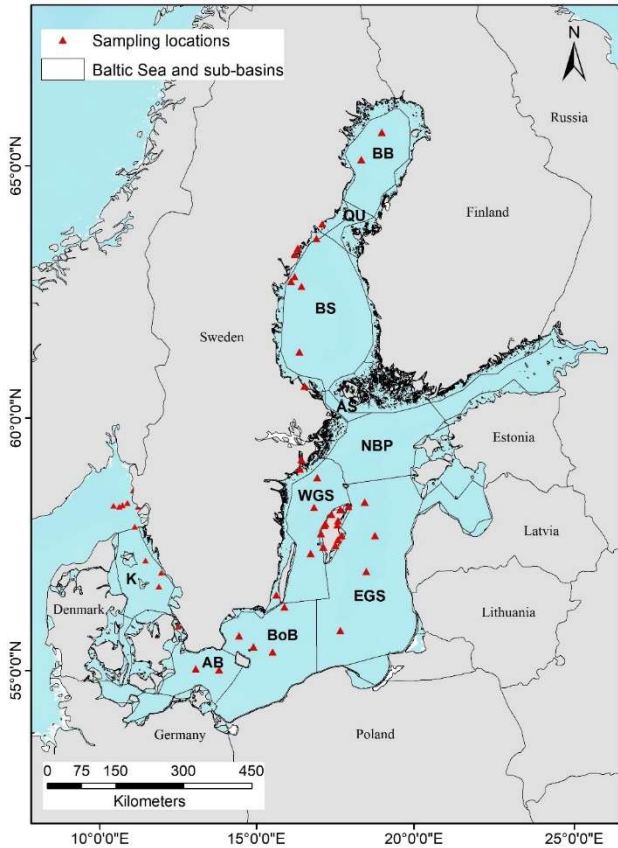 Sampling locations
Baltic Sea and sub-basins
N
Russia
65°0'0"N
BB
QU
Finland
BS
Sweden
60°0'0"N
AS
NBP
Estonia
WGS
Latvia
K
EGS
Denmark
Lithuania
BoB
AB
55°0'0"N
Germany
Poland
0 75 150 300 450
Kilometers
10°0'0"E 15°0'0"E 20°0'0"E 25°0'0"E